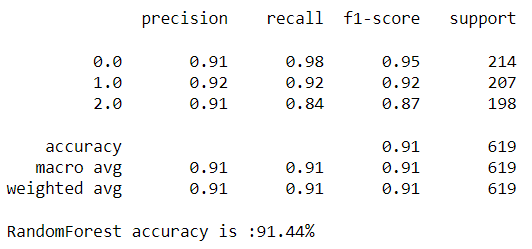 precision recall f1-score support
0.0 0.91 0.98 0.95 214
1.0 0.92 0.92 0.92 207
2.0 0.91 0.84 0.87 198
accuracy 0.91 619
macro avg 0.91 0.91 0.91 619
weighted avg 0.91 0.91 0.91 619
RandomForest accuracy is :91.44%